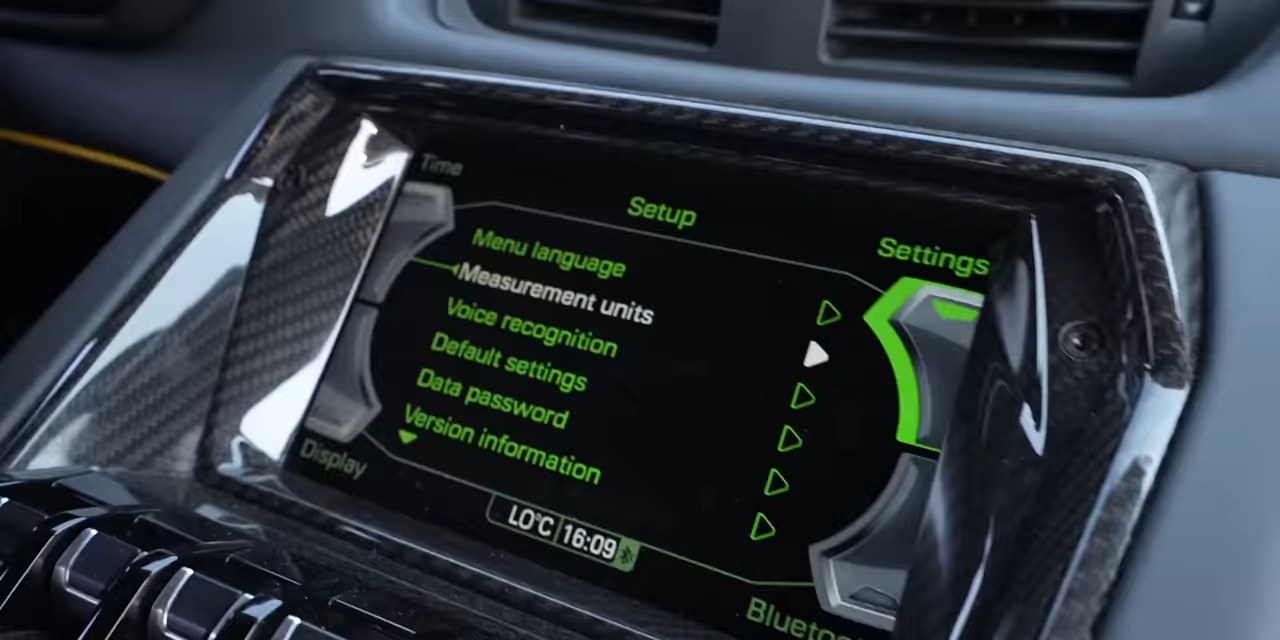 Time
Setup
Settings
Menu language
Measurement units
Voice recognition
Default settings
Data password
Version information
Display
LO°C 16:09